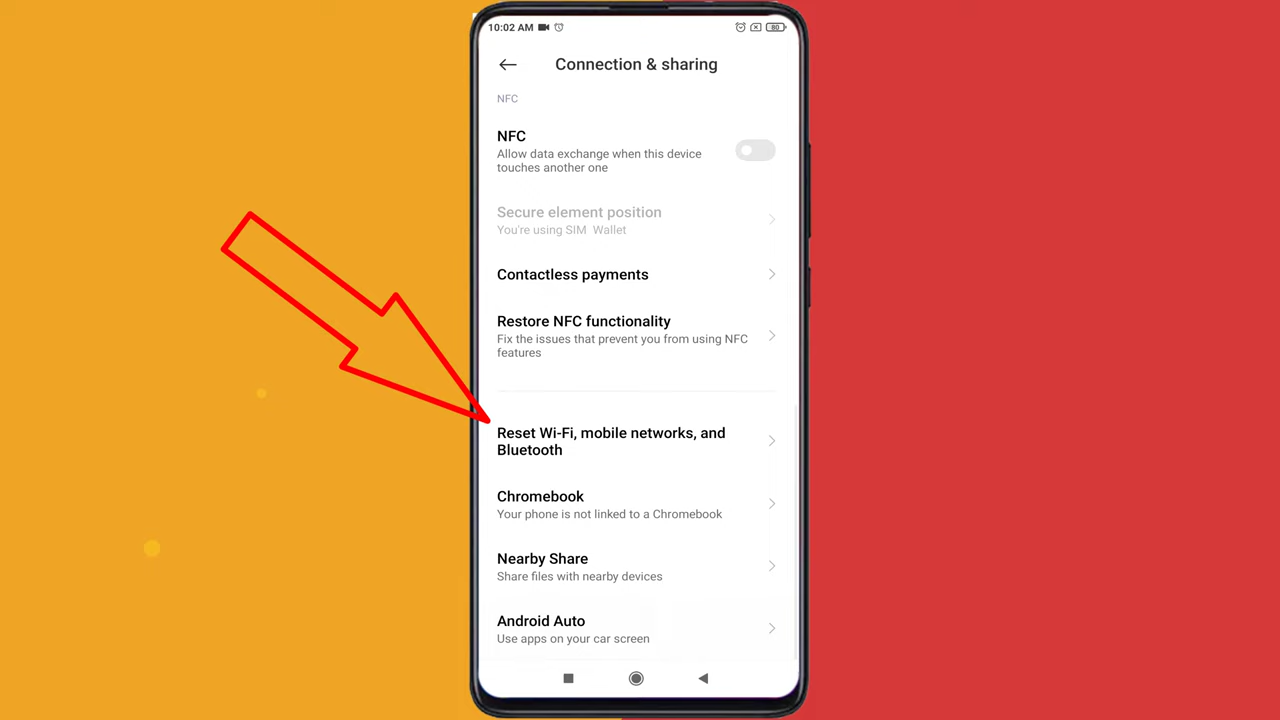 10:02 AM
80
Connection & sharing
NFC
NFC
Allow data exchange when this device
touches another one
Secure element position
You're using SIM Wallet
Contactless payments
Restore NFC functionality
Fix the issues that prevent you from using NFC
features
Reset Wi-Fi, mobile networks, and
Bluetooth
Chromebook
Your phone is not linked to a Chromebook
Nearby Share
Share files with nearby devices
Android Auto
Use apps on your car screen